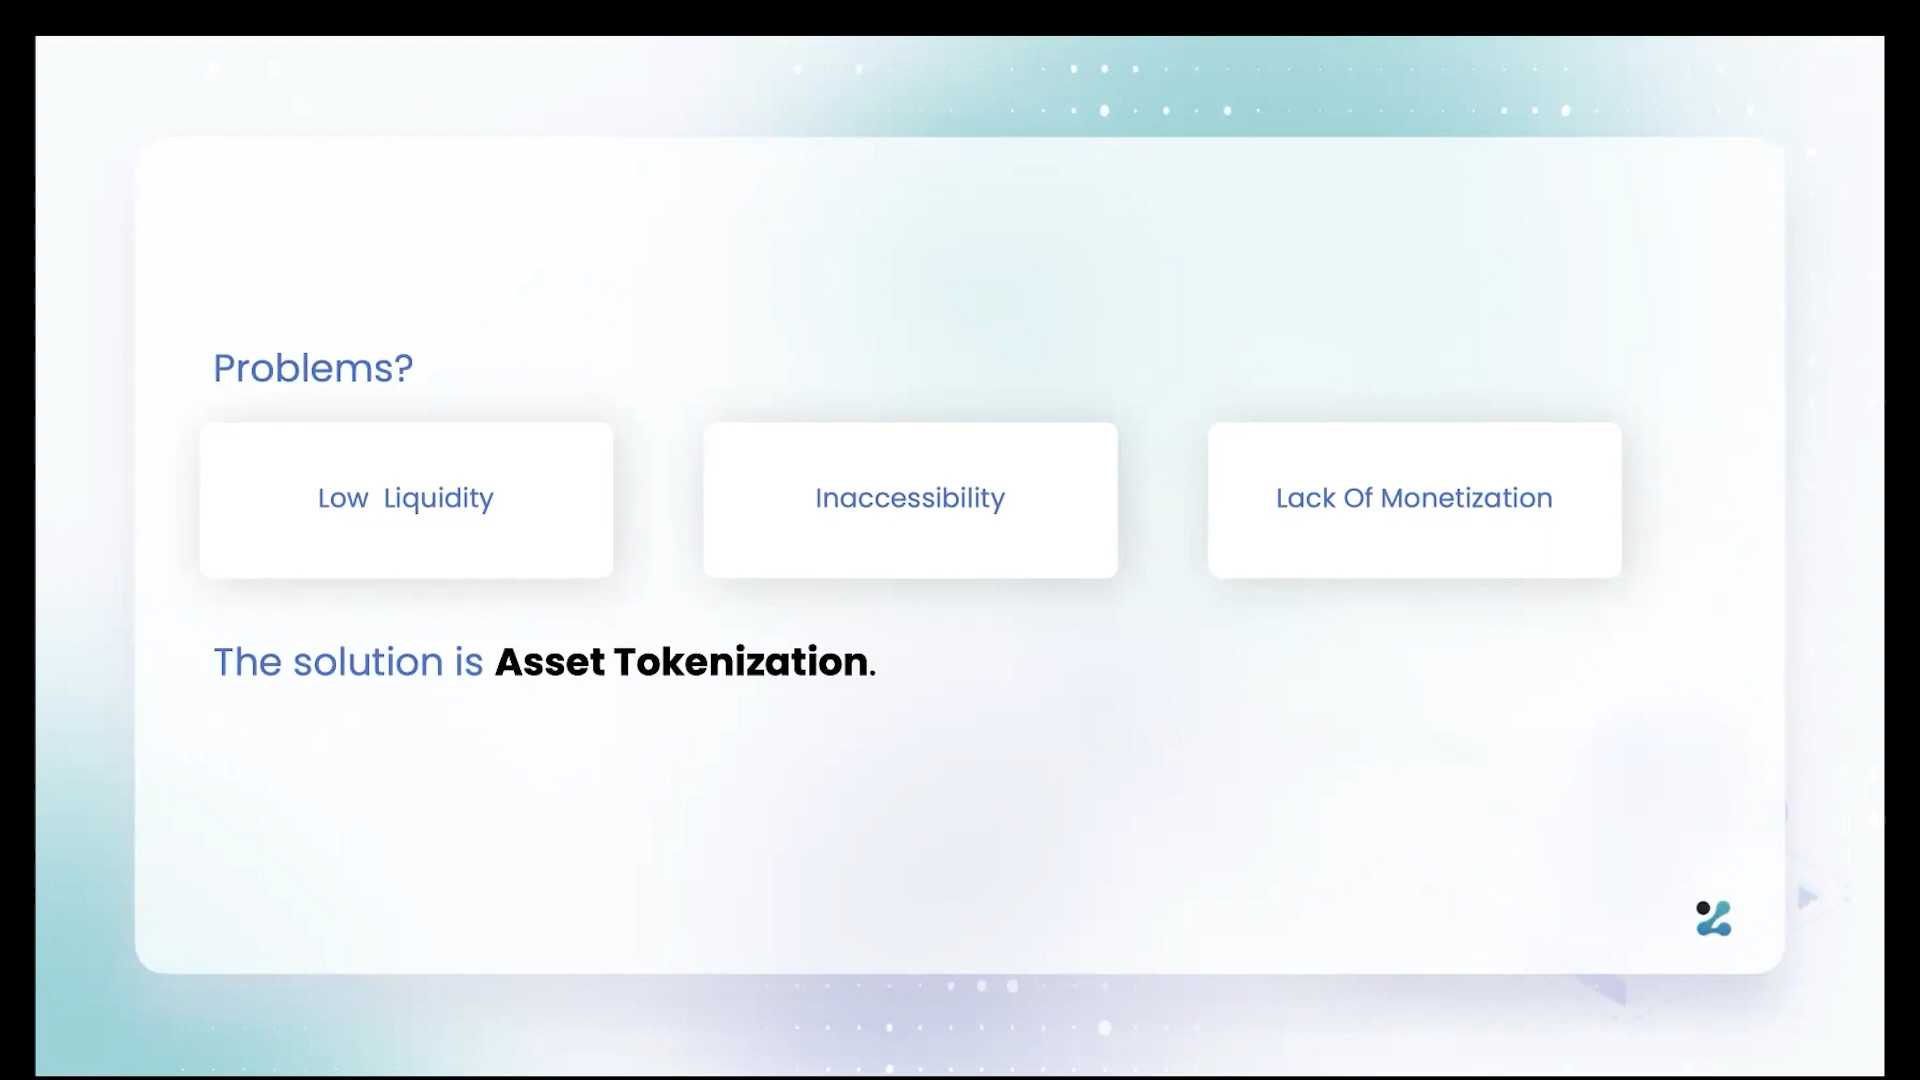 Problems?
Low  Liquidity
Inaccessibility
Lack Of Monetization
The solution is Asset Tokenization.